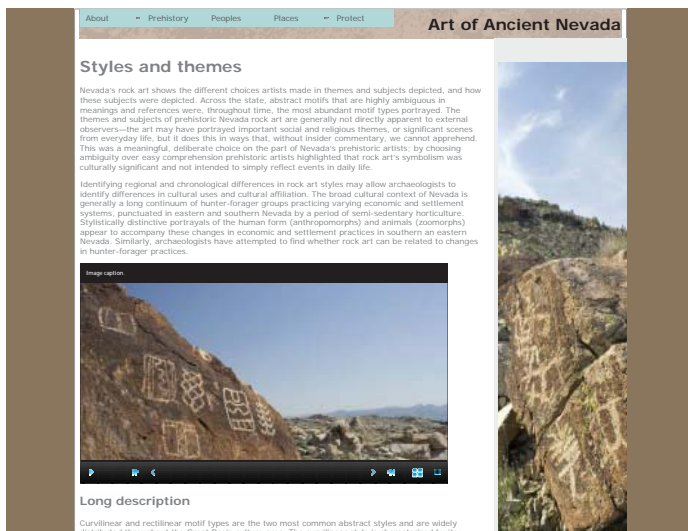 About Prehistory Peoples Places Protect
Art of Ancient Nevada
Styles and themes
Nevada's rock art shows the different choices artists made in themes and subjects depicted, and how
these subjects were depicted. Across the state, abstract motifs that are highly ambiguous in
meanings and references were, throughout time, the most abundant motif types portrayed. The
themes and subjects of prehistoric Nevada rock art are generally not directly apparent to external
observers—the art may have portrayed important social and religious themes, or significant scenes
from everyday life, but it does this in ways that, without insider commentary, we cannot apprehend.
This was a meaningful, deliberate choice on the part of Nevada's prehistoric artists; by choosing
ambiguity over easy comprehension prehistoric artists highlighted that rock art's symbolism was
culturally significant and not intended to simply reflect events in daily life.
Identifying regional and chronological differences in rock art styles may allow archaeologists to
identify differences in cultural uses and cultural affiliation. The broad cultural context of Nevada is
generally a long continuum of hunter-forager groups practicing varying economic and settlement
systems, punctuated in eastern and southern Nevada by a period of semi-sedentary horticulture.
Stylistically distinctive portrayals of the human form (anthropomorphs) and animals (zoomorphs)
appear to accompany these changes in economic and settlement practices in southern an eastern
Nevada. Similarly, archaeologists have attempted to find whether rock art can be related to changes
in hunter-forager practices.
Image caption.
Long description
Curvilinear and rectilinear motif types are the two most common abstract styles and are widely